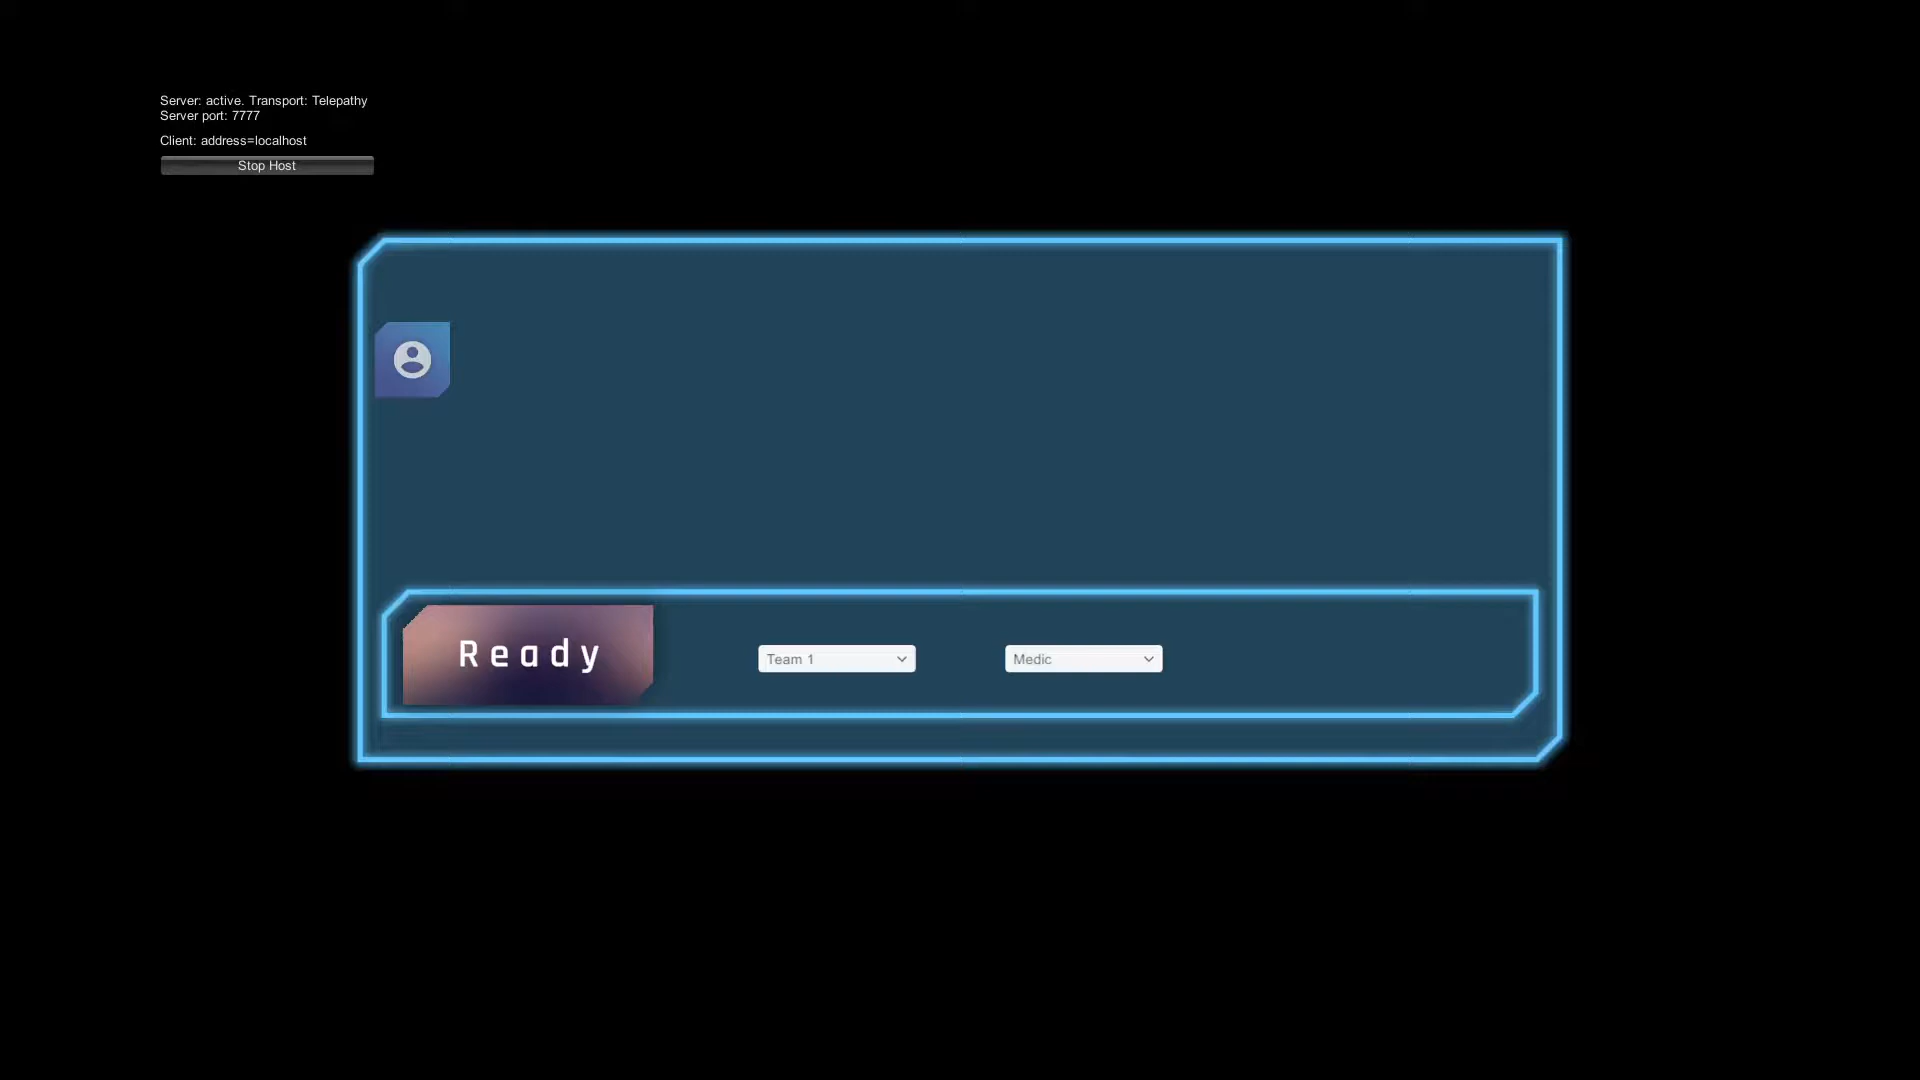 Server: active. Transport: Telepathy
Server port: 7777
Client: address=localhost
Stop Host
Ready
Team 1
Medic